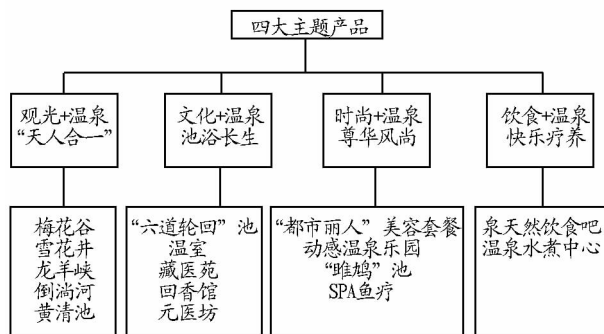 四大主题产品
观光+温泉
“天人合一”
文化+温泉
池浴长生
时尚+温泉
尊华风尚
饮食+温泉
快乐疗养
梅花谷
雪花井
龙羊峡
倒淌河
黄清池
“六道轮回”池
温室
藏医苑
回香馆
元医坊
“都市丽人”美容套餐
动感温泉乐园
“雎鸠”池
SPA鱼疗
泉天然饮食吧
温泉水煮中心